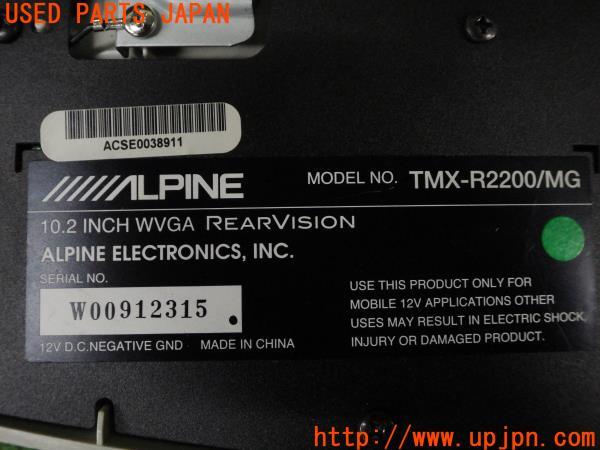 USED PARTS JAPAN
ACSE0038911
ALPINE
MODEL NO. TMX-R2200/MG
10.2 INCH WVGA REARVISION
ALPINE ELECTRONICS, INC.
SERIAL NO.
W00912315
12V D.C.NEGATIVE GND MADE IN CHINA
USE THIS PRODUCT ONLY FOR
MOBILE 12V APPLICATIONS OTHER
USES MAY RESULT IN ELECTRIC SHOCK,
INJURY OR DAMAGED PRODUCT.
http://www.upjpn.com/